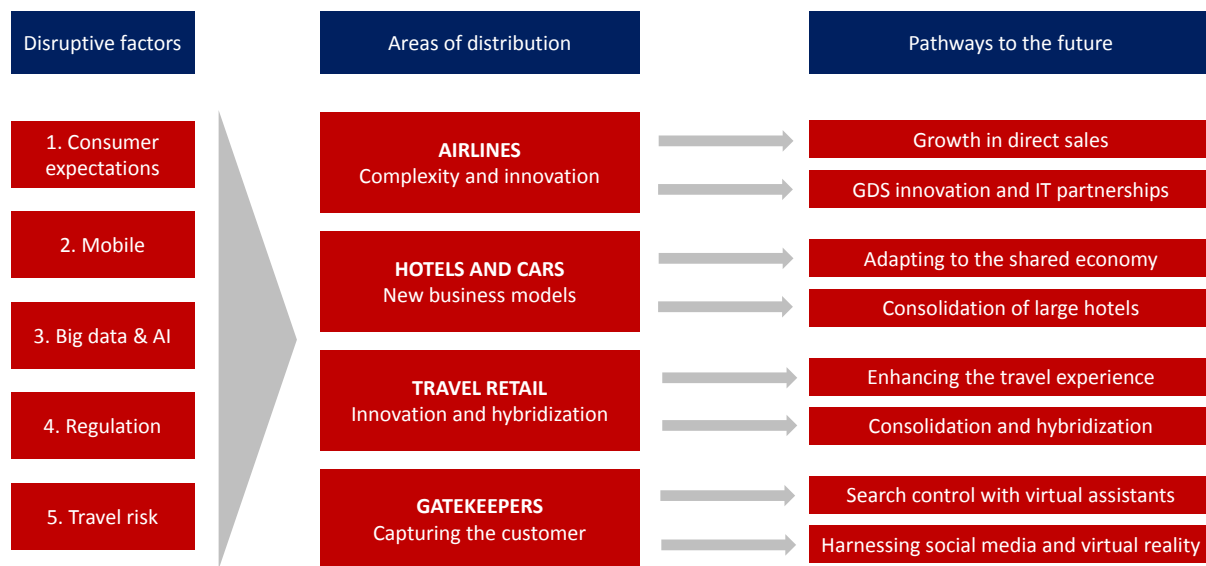 Disruptive factors
Areas of distribution
Pathways to the future
1. Consumer
expectations
2. Mobile
3. Big data & AI
4. Regulation
5. Travel risk
AIRLINES
Complexity and innovation
HOTELS AND CARS
New business models
TRAVEL RETAIL
Innovation and hybridization
GATEKEEPERS
Capturing the customer
Growth in direct sales
GDS innovation and IT partnerships
Adapting to the shared economy
Consolidation of large hotels
Enhancing the travel experience
Consolidation and hybridization
Search control with virtual assistants
Harnessing social media and virtual reality